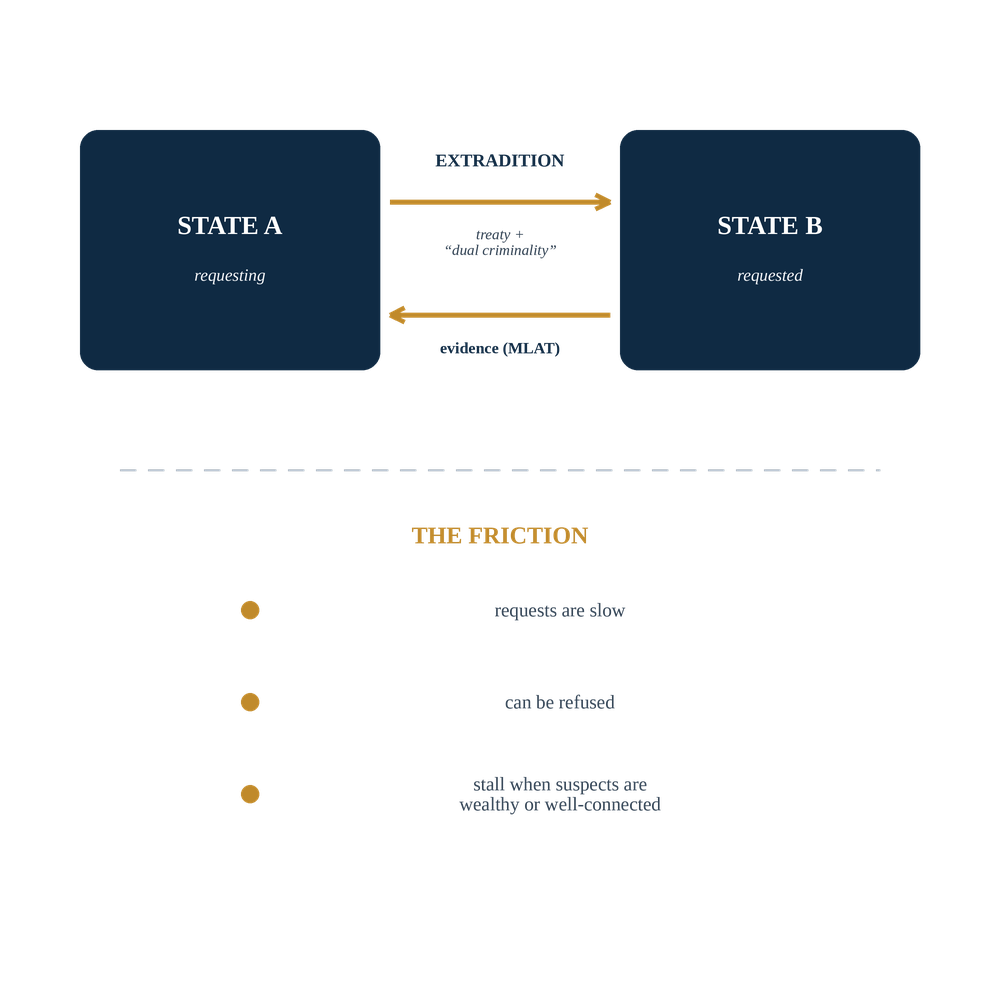 EXTRADITION
STATE A
requesting
treaty +
“dual criminality”
STATE B
requested
evidence (MLAT)
THE FRICTION
requests are slow
can be refused
stall when suspects are
wealthy or well-connected